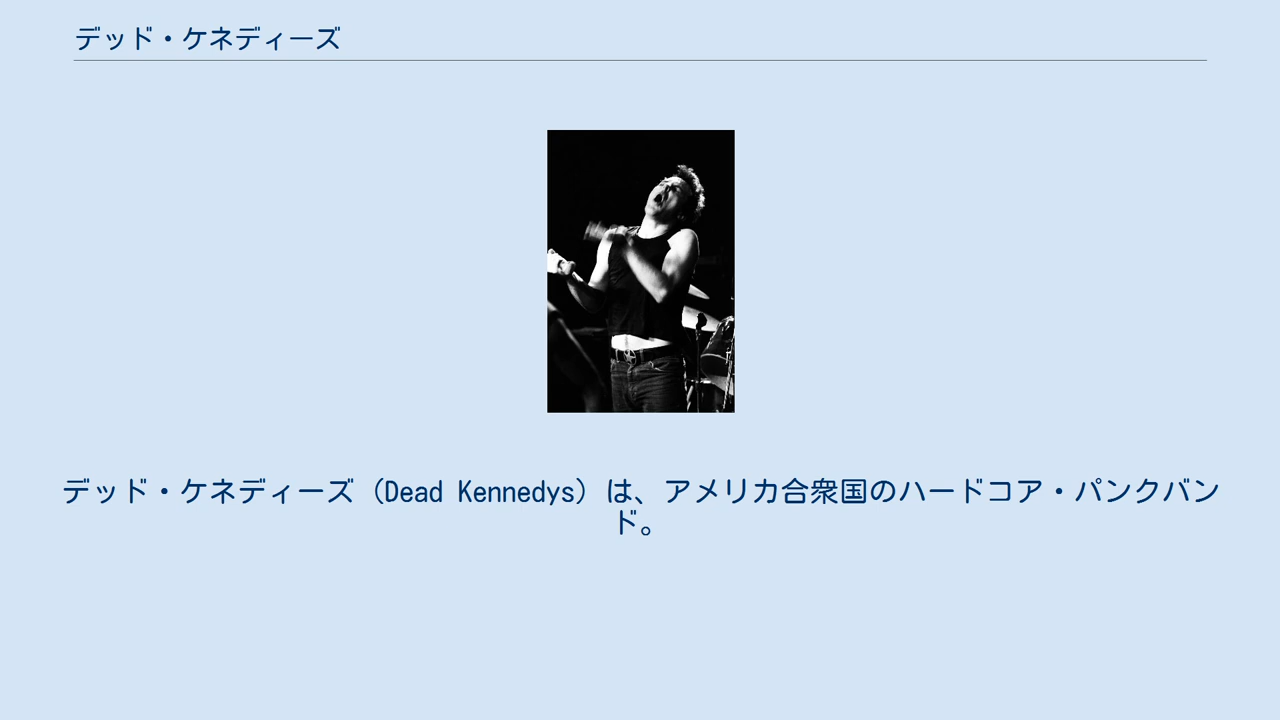 デッド・ケネディーズ
デッド・ケネディーズ（Dead Kennedys）は、アメリカ合衆国のハードコア・パンクバン
ド。